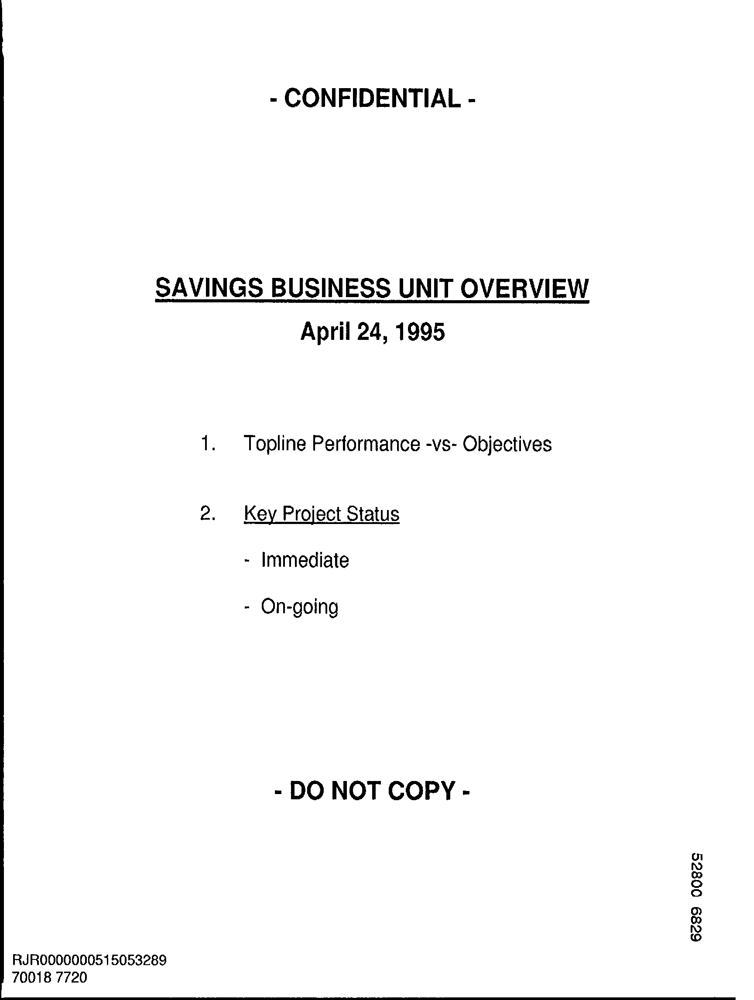 - CONFIDENTIAL -
SAVINGS BUSINESS UNIT OVERVIEW
April 24, 1995
1. Topline Performance -vs- Objectives
2. Key Project Status
- Immediate
- On-going
- DO NOT COPY -
52800 6829
RJR0000000515053289
70018 7720